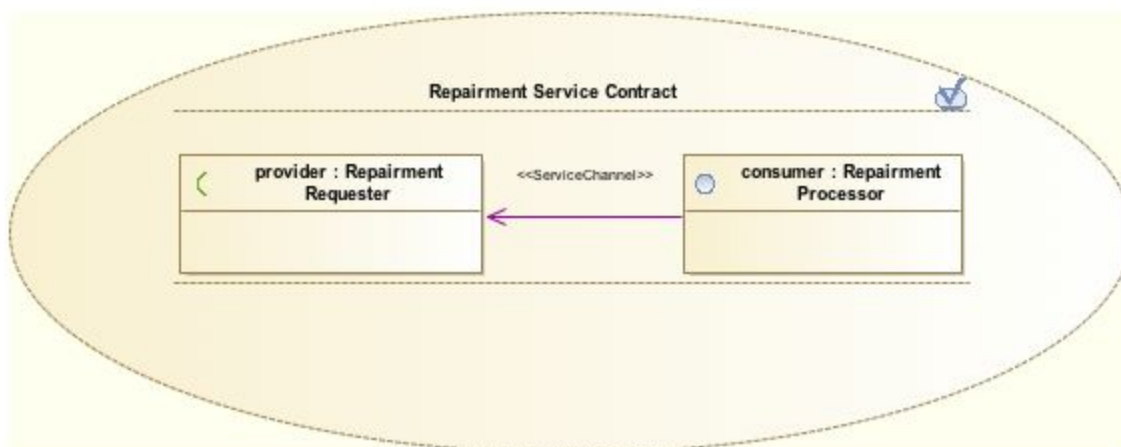 Repairment Service Contract
provider : Repairment
Requester
<<ServiceChannel>>
consumer : Repairment
Processor